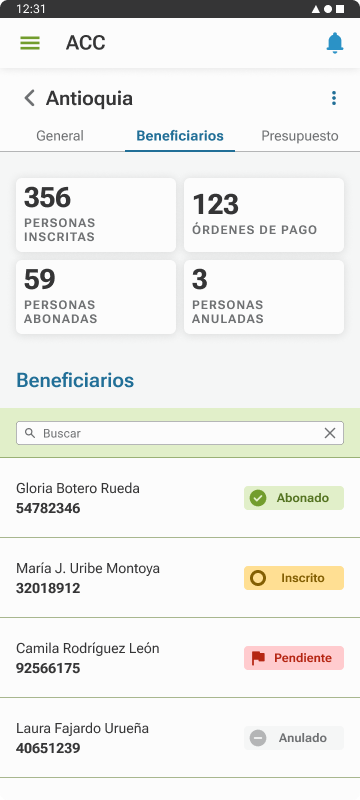 12:31
ACC
Antioquia
General
Beneficiarios
Presupuesto
356
PERSONAS
INSCRITAS
123
ÓRDENES DE PAGO
59
PERSONAS
ABONADAS
3
PERSONAS
ANULADAS
Beneficiarios
Buscar
Gloria Botero Rueda
54782346
Abonado
María J. Uribe Montoya
32018912
Inscrito
Camila Rodríguez León
92566175
Pendiente
Laura Fajardo Urueña
40651239
Anulado